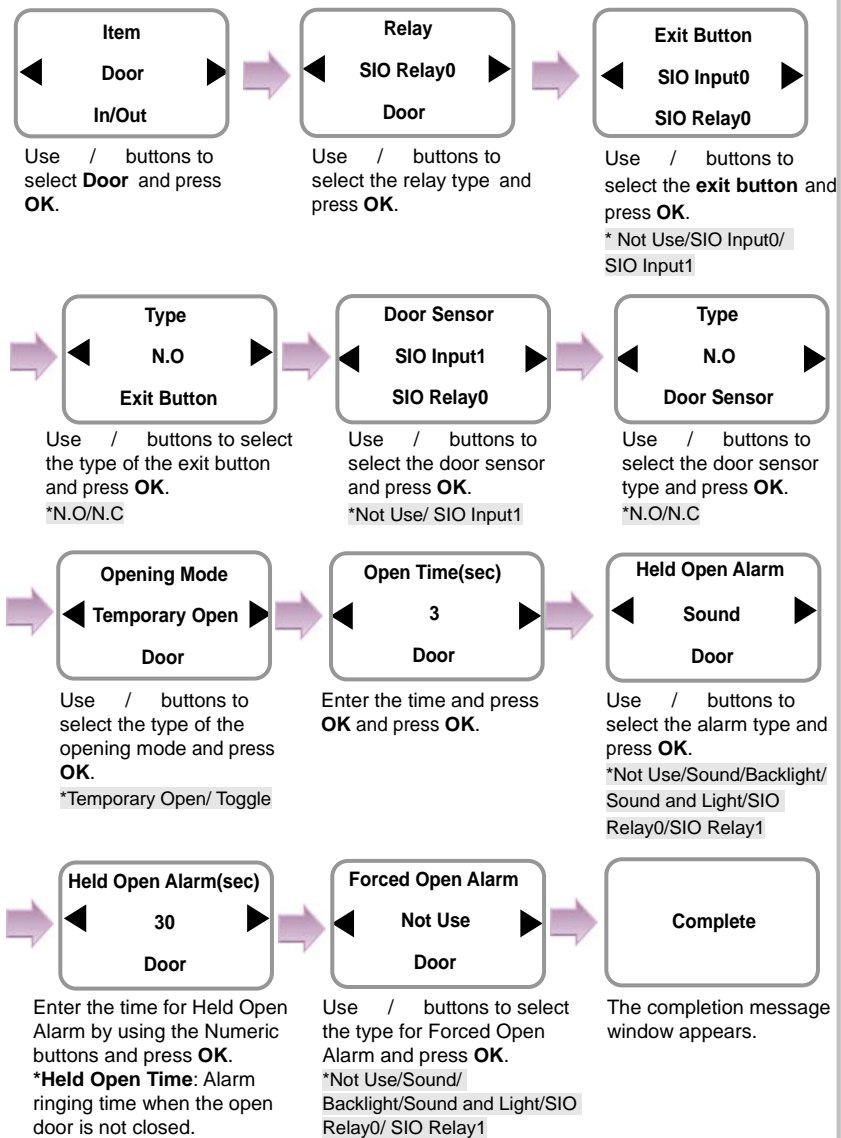 Item
Door
In/Out
Relay
SIO Relay0
Door
Exit Button
SIO Input0
SIO Relay0
Use / buttons to
select Door and press
OK.
Use / buttons to
select the relay type and
press OK.
Use / buttons to
select the exit button and
press OK.
* Not Use/SIO Input0/
SIO Input1
Type
N.O
Exit Button
Door Sensor
SIO Input1
SIO Relay0
Type
N.O
Door Sensor
Use / buttons to select
the type of the exit button
and press OK.
*N.O/N.C
Use / buttons to
select the door sensor
and press OK.
*Not Use/ SIO Input1
Use / buttons to
select the door sensor
type and press OK.
*N.O/N.C
Opening Mode
Temporary Open
Door
Open Time(sec)
3
Door
Held Open Alarm
Sound
Door
Use / buttons to
select the type of the
opening mode and press
OK.
*Temporary Open/ Toggle
Enter the time and press
OK and press OK.
Use / buttons to
select the alarm type and
press OK.
*Not Use/Sound/Backlight/
Sound and Light/SIO
Relay0/SIO Relay1
Held Open Alarm(sec)
30
Door
Forced Open Alarm
Not Use
Door
Complete
Enter the time for Held Open
Alarm by using the Numeric
buttons and press OK.
*Held Open Time: Alarm
ringing time when the open
door is not closed.
Use / buttons to select
the type for Forced Open
Alarm and press OK.
*Not Use/Sound/
Backlight/Sound and Light/SIO
Relay0/ SIO Relay1
The completion message
window appears.